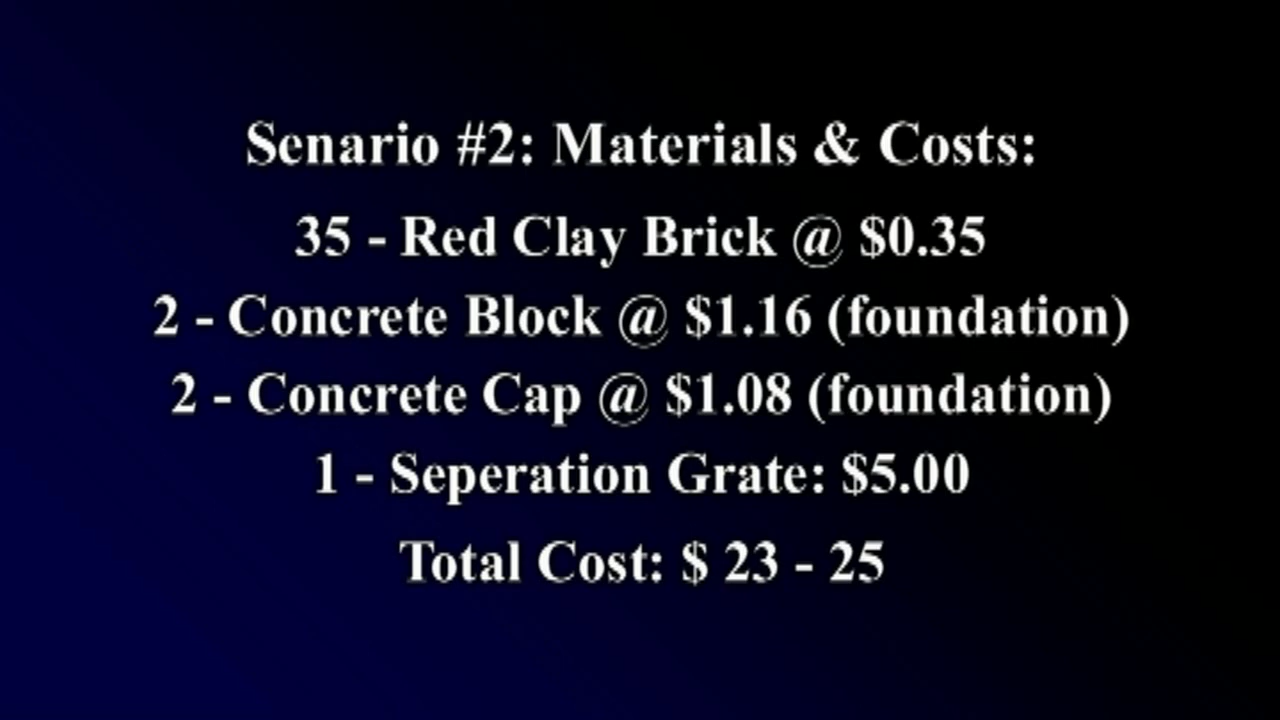 Senario #2: Materials & Costs:
35 - Red Clay Brick @ $0.35
2 - Concrete Block @ $1.16 (foundation)
2 - Concrete Cap @ $1.08 (foundation)
1 - Seperation Grate: $5.00
Total Cost: $ 23 - 25